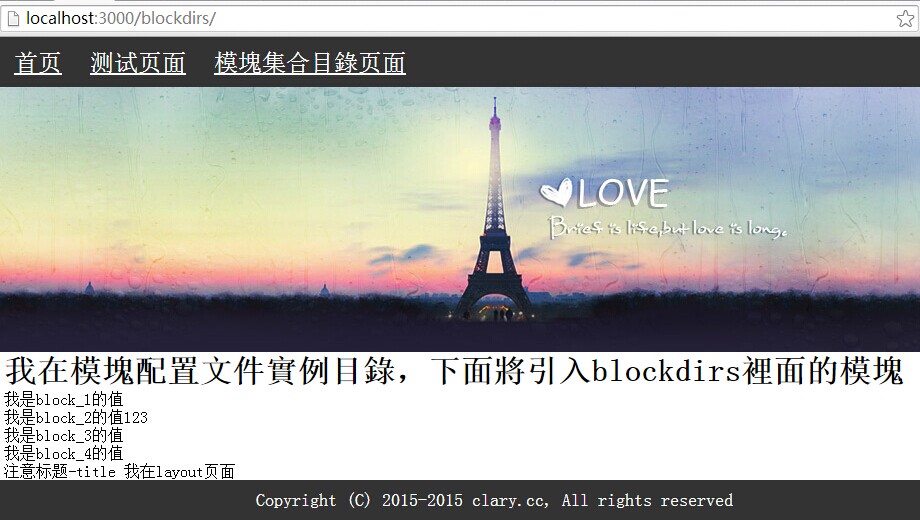 localhost:3000/blockdirs/
首页 测试页面 模塊集合目錄页面
LOVE
Brief is life,but love is long.
我在模塊配置文件實例目錄，下面將引入blockdirs裡面的模塊
我是block_1的值
我是block_2的值123
我是block_3的值
我是block_4的值
注意标题-title 我在layout页面
Copyright (C) 2015-2015 clary.cc, All rights reserved